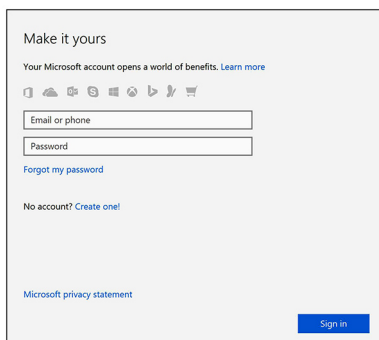 Make it yours
Your Microsoft account opens a world of benefits. Learn more
Email or phone
Password
Forgot my password
No account? Create one!
Microsoft privacy statement
Sign in